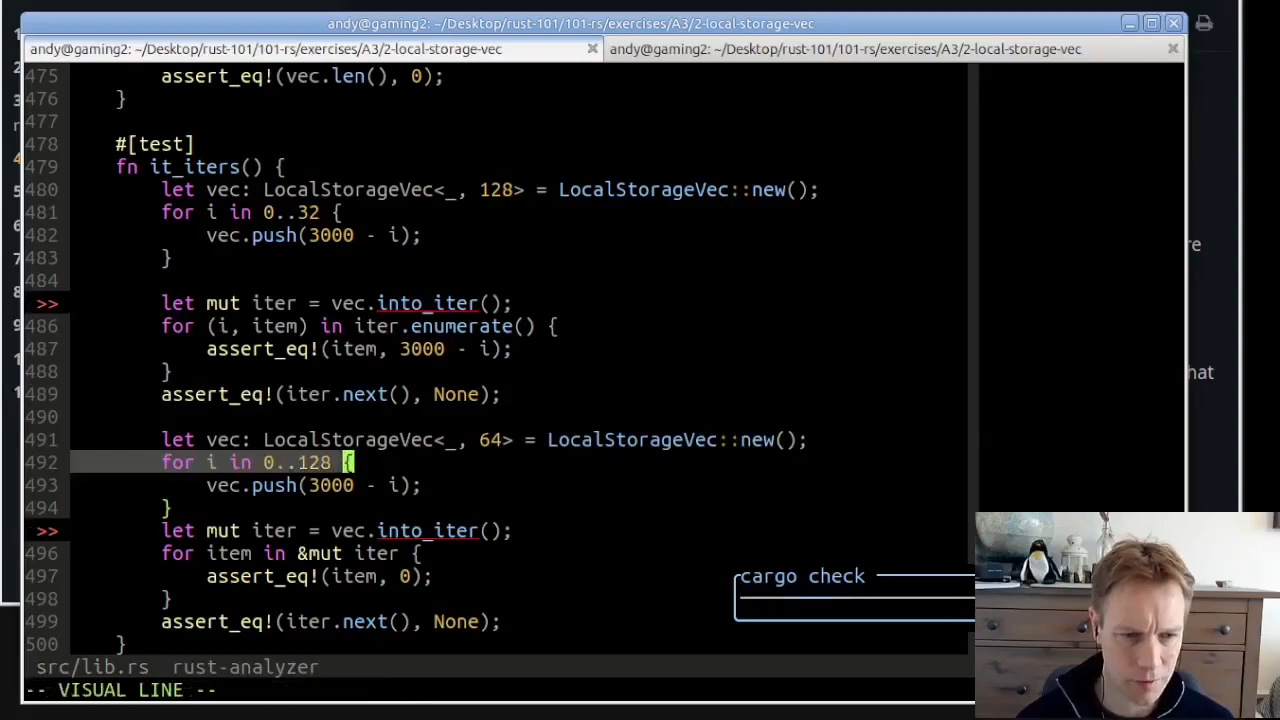 andy@gaming2: ~/Desktop/rust-101/101-rs/exercises/A3/2-local-storage-vec
andy@gaming2: ~/Desktop/rust-101/101-rs/exercises/A3/2-local-storage-vec
andy@gaming2: ~/Desktop/rust-101/101-rs/exercises/A3/2-local-storage-vec
475         assert_eq!(vec.len(), 0);
476     }
477
478     #[test]
479     fn it_iters() {
480         let vec: LocalStorageVec<_, 128> = LocalStorageVec::new();
481         for i in 0..32 {
482             vec.push(3000 - i);
483         }
484
>>         let mut iter = vec.into_iter();
486         for (i, item) in iter.enumerate() {
487             assert_eq!(item, 3000 - i);
488         }
489         assert_eq!(iter.next(), None);
490
491         let vec: LocalStorageVec<_, 64> = LocalStorageVec::new();
492         for i in 0..128 {
493             vec.push(3000 - i);
494         }
>>         let mut iter = vec.into_iter();
496         for item in &mut iter {
497             assert_eq!(item, 0);
498         }
499         assert_eq!(iter.next(), None);
500     }
cargo check
src/lib.rs  rust-analyzer
-- VISUAL LINE --